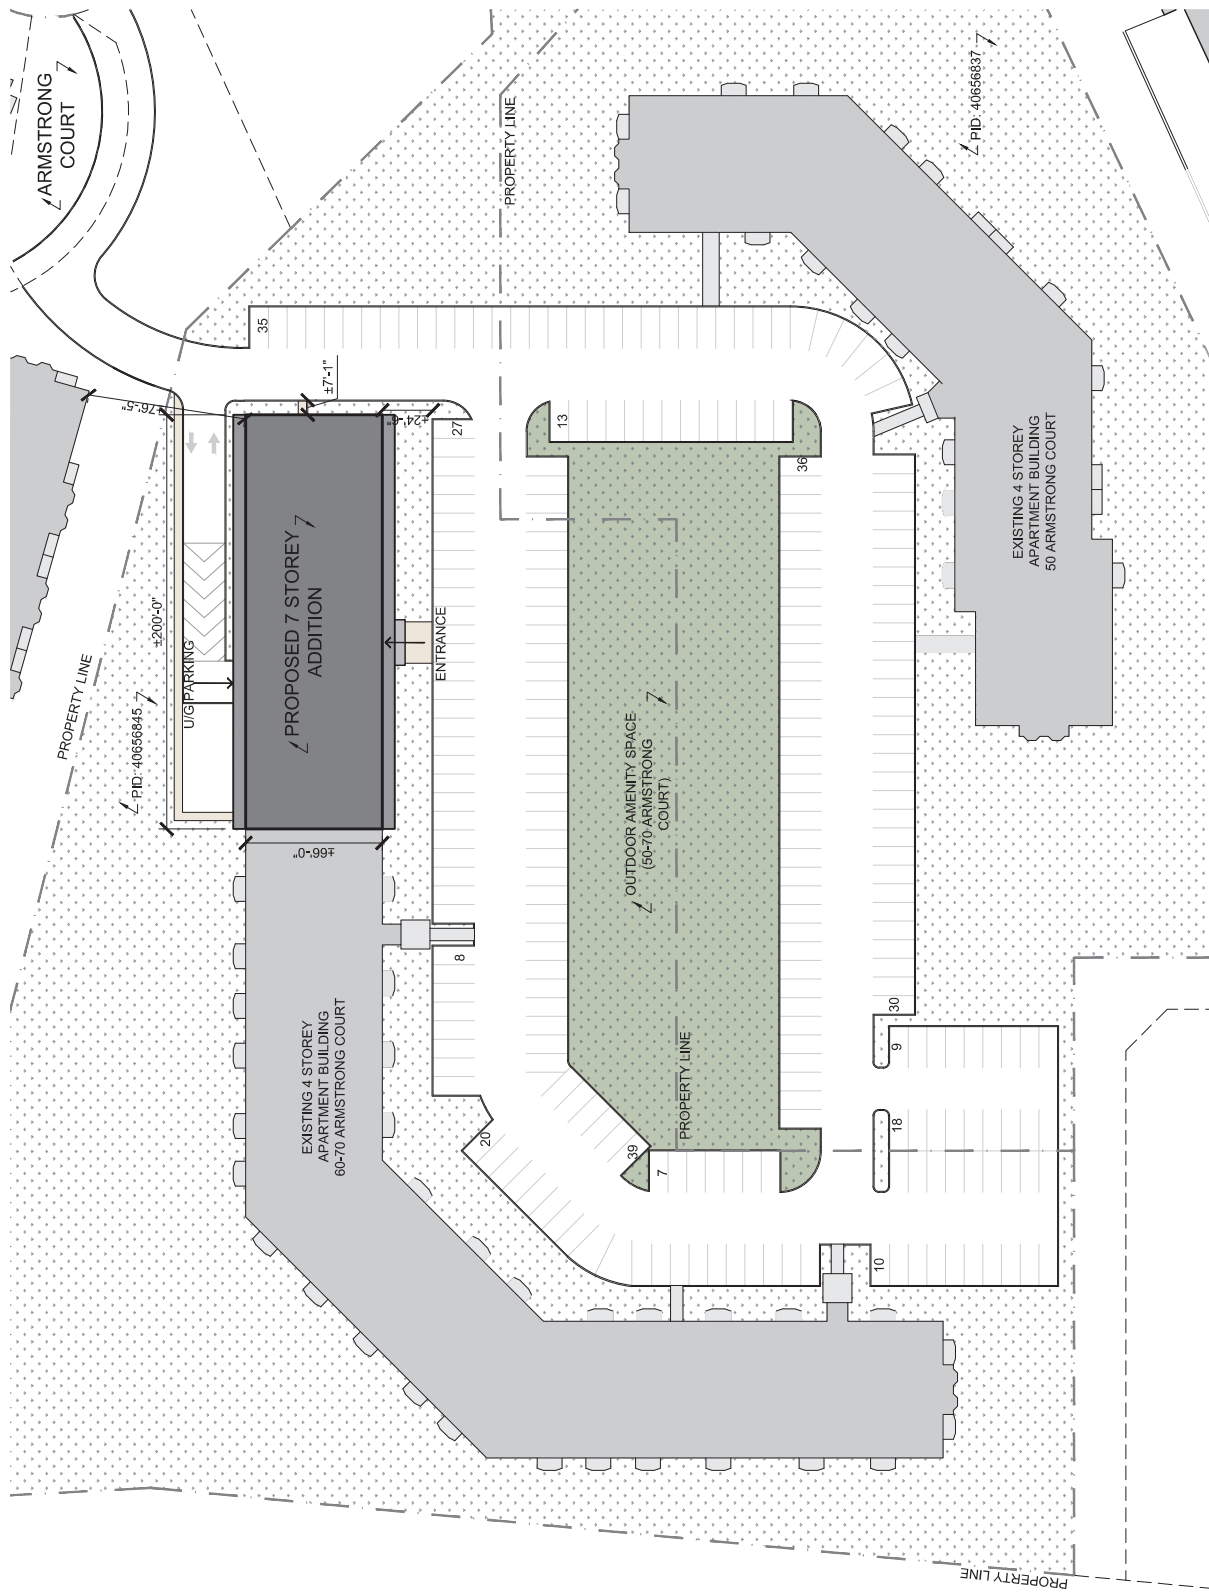 ARMSTRONG
COURT
PROPERTY LINE
PID: 40656837
35
±7'-1"
±76'-5"
±24'-6"
27
13
36
PROPOSED 7 STOREY
ADDITION
±200'-0"
U/G PARKING
ENTRANCE
EXISTING 4 STOREY
APARTMENT BUILDING
50 ARMSTRONG COURT
PROPERTY LINE
PID: 40656845
OUTDOOR AMENITY SPACE
(50-70 ARMSTRONG
COURT)
±66'-0"
8
30
9
18
EXISTING 4 STOREY
APARTMENT BUILDING
60-70 ARMSTRONG COURT
PROPERTY LINE
20
39
7
10
PROPERTY LINE